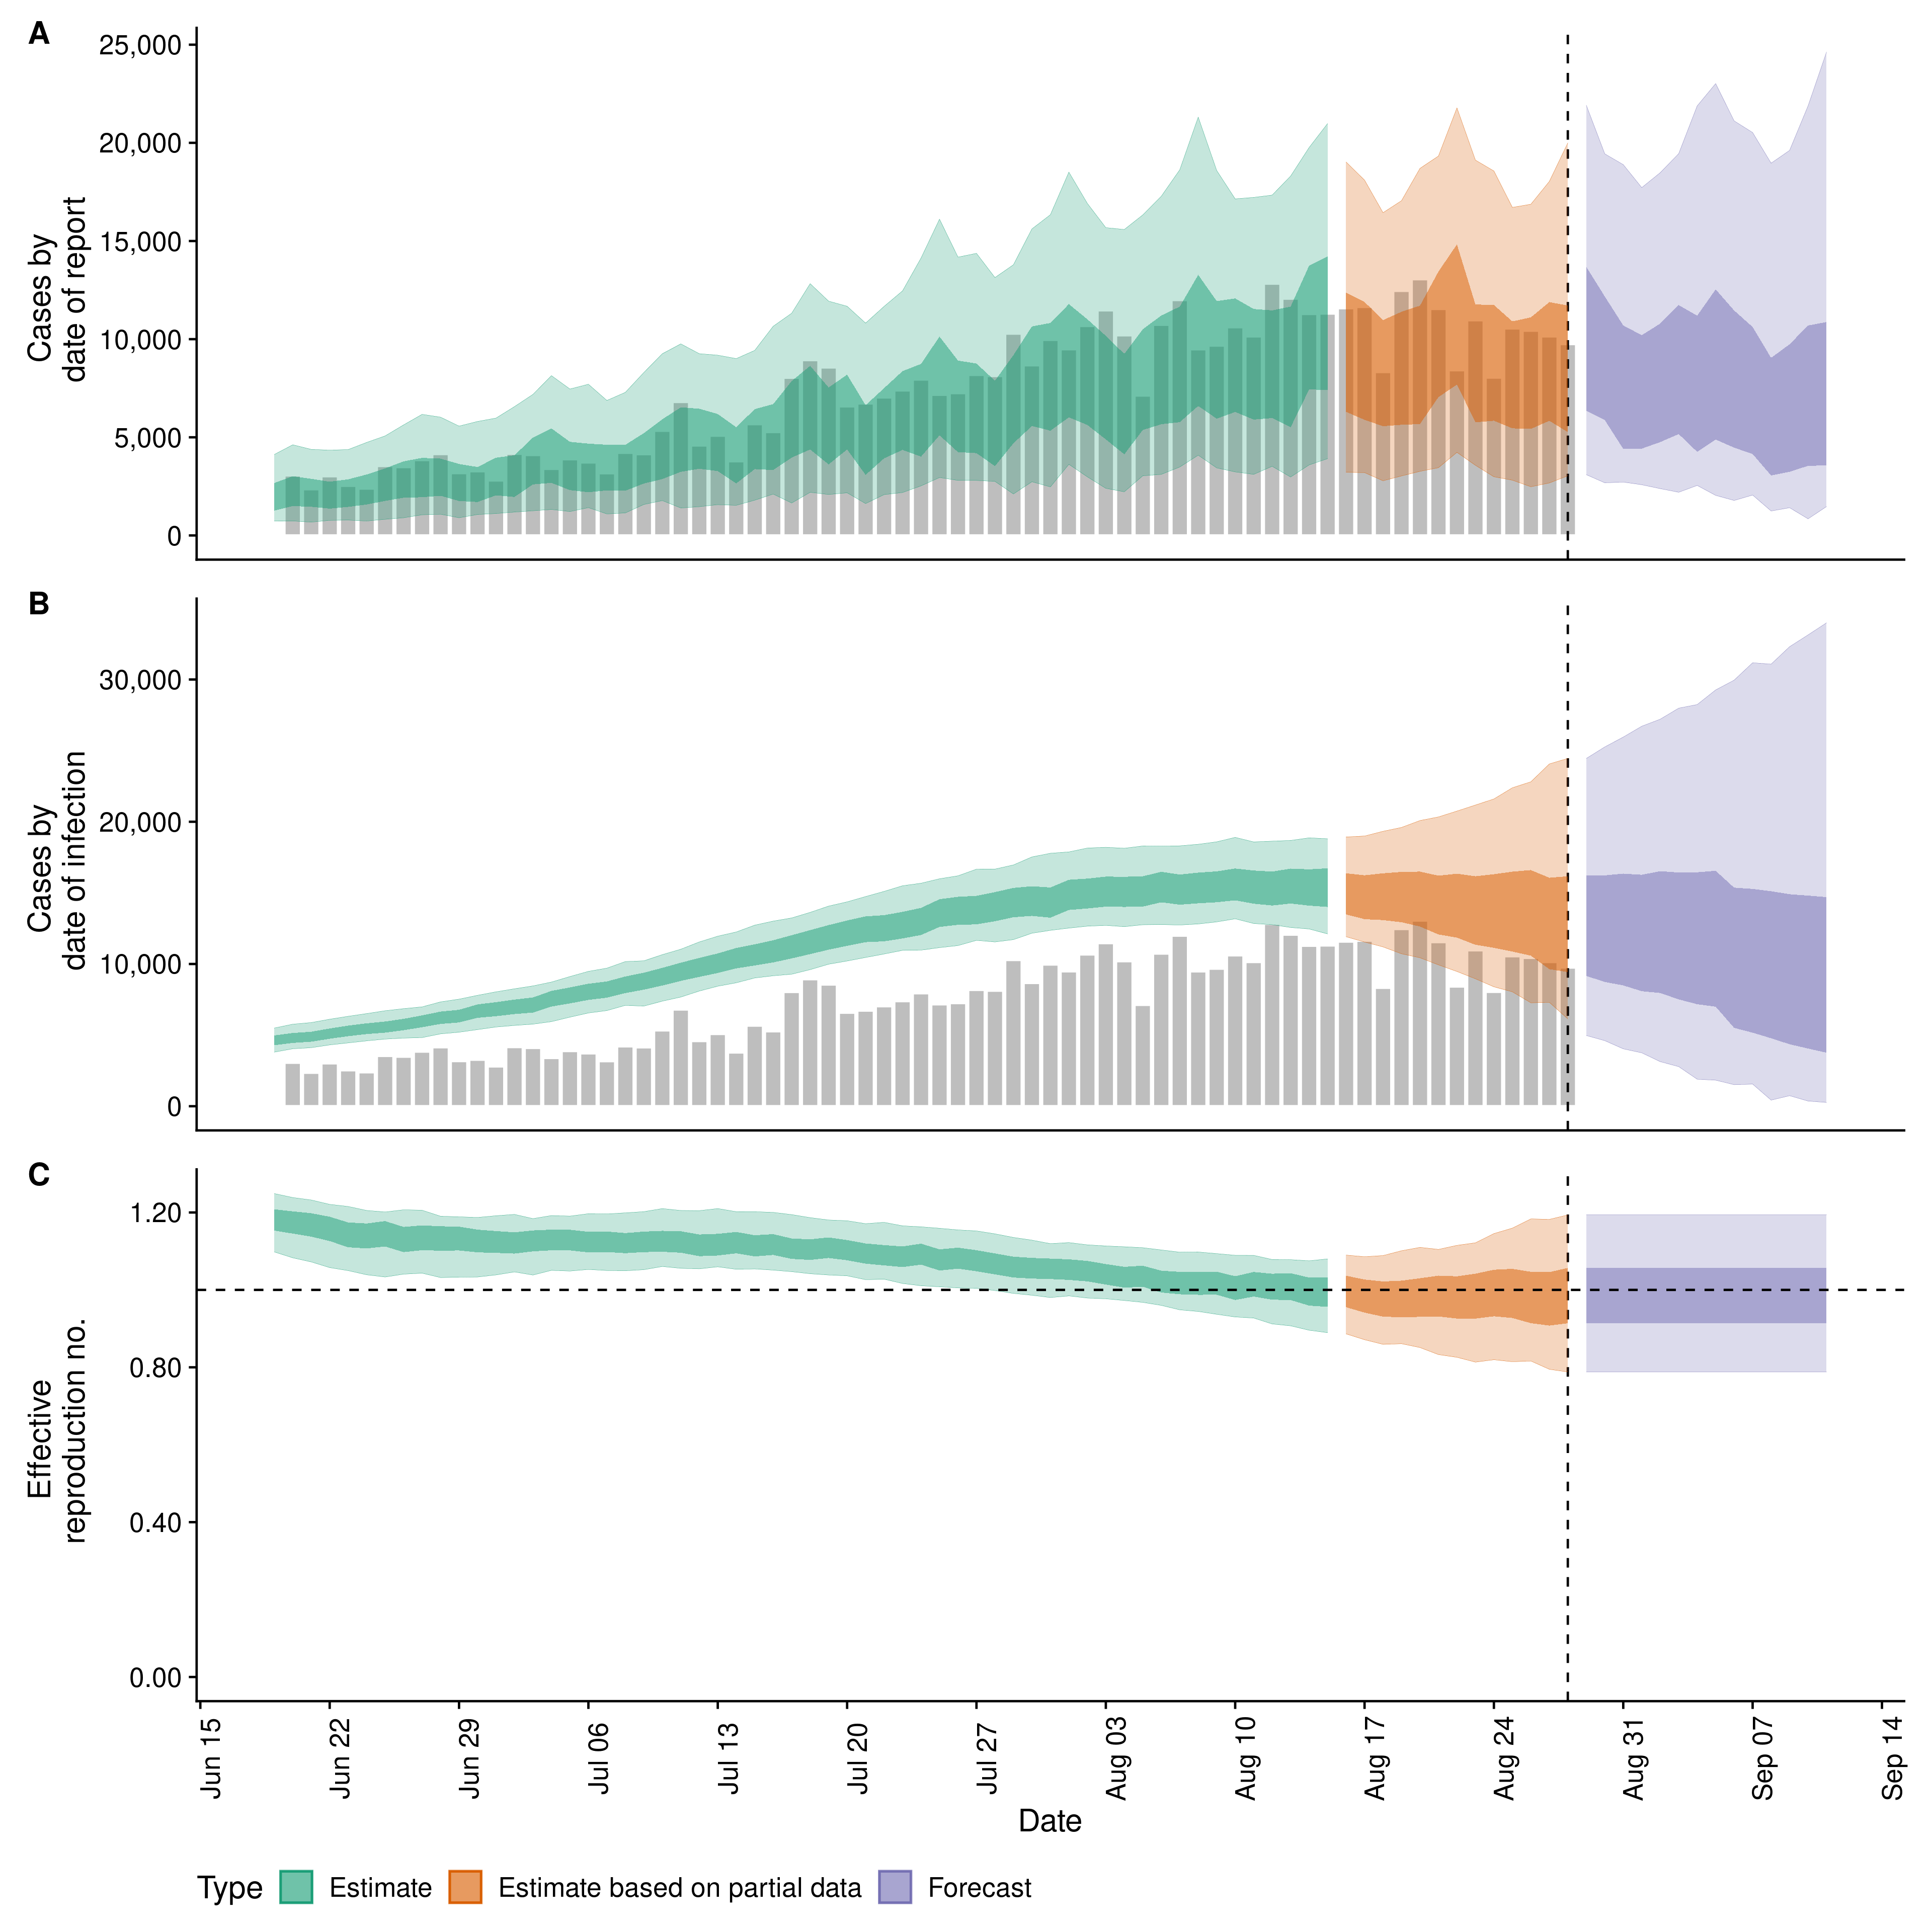 A
Cases by
date of report
25,000
20,000
15,000
10,000
5,000
0
B
Cases by
date of infection
30,000
20,000
10,000
0
C
Effective
reproduction no.
1.20
0.80
0.40
0.00
Jun 15
Jun 22
Jun 29
Jul 06
Jul 13
Jul 20
Jul 27
Aug 03
Aug 10
Aug 17
Aug 24
Aug 31
Sep 07
Sep 14
Date
Type Estimate Estimate based on partial data Forecast